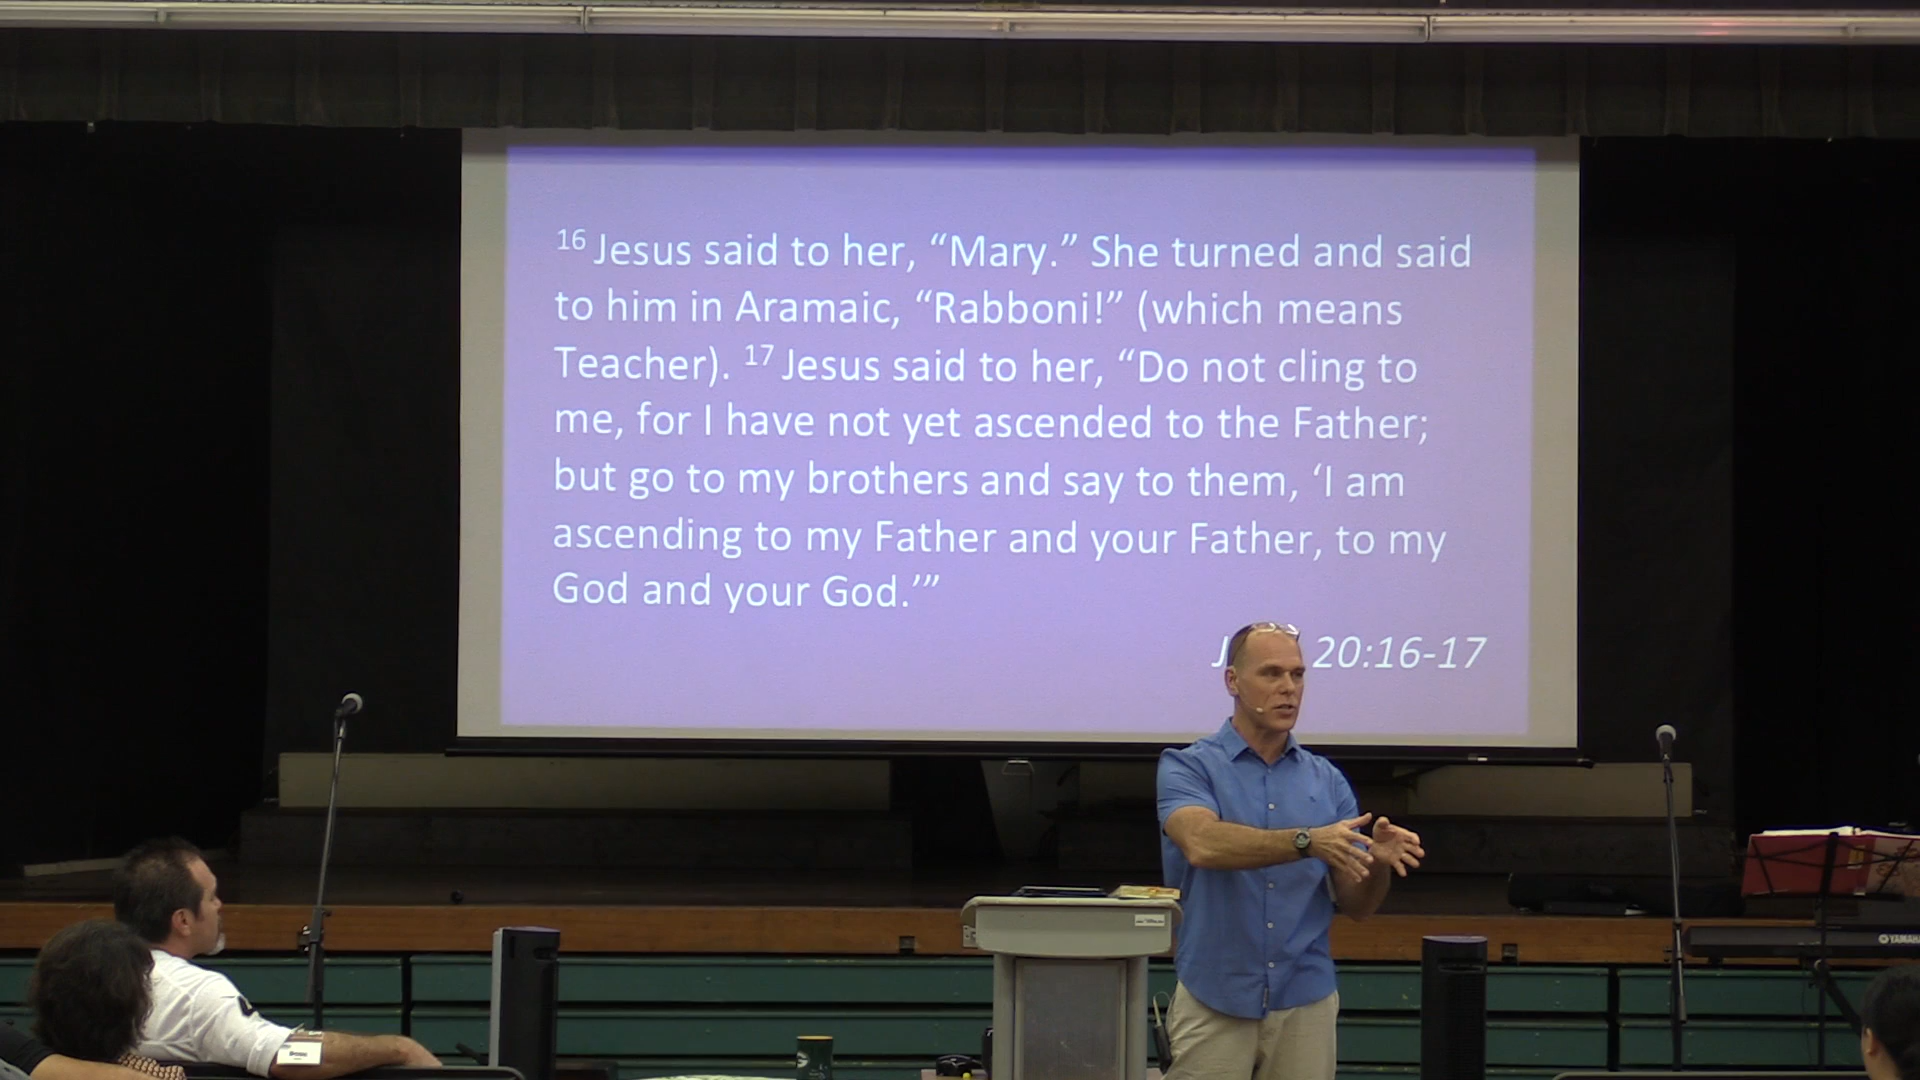 16 Jesus said to her, “Mary.” She turned and said
to him in Aramaic, “Rabboni!” (which means
Teacher). 17 Jesus said to her, “Do not cling to
me, for I have not yet ascended to the Father;
but go to my brothers and say to them, ‘I am
ascending to my Father and your Father, to my
God and your God.’”
20:16-17
YAMAHA